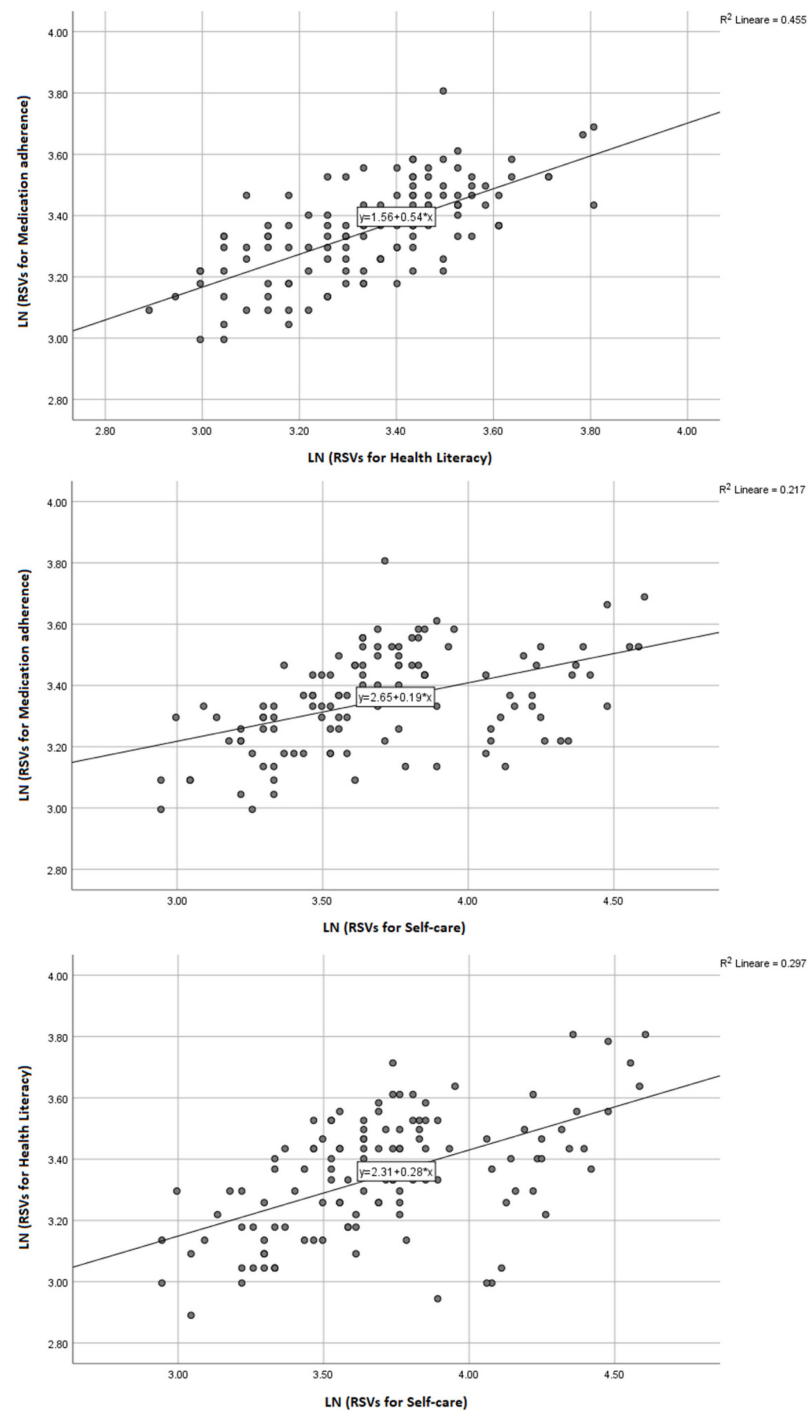 R² Lineare = 0.455
4.00
3.80
3.60
3.40
3.20
3.00
2.80
LN (RSVs for Medication adherence)
y=1.56+0.54*x
2.80 3.00 3.20 3.40 3.60 3.80 4.00
LN (RSVs for Health Literacy)
R² Lineare = 0.217
4.00
3.80
3.60
3.40
3.20
3.00
2.80
LN (RSVs for Medication adherence)
y=2.65+0.19*x
3.00 3.50 4.00 4.50
LN (RSVs for Self-care)
R² Lineare = 0.297
4.00
3.80
3.60
3.40
3.20
3.00
2.80
LN (RSVs for Health Literacy)
y=2.31+0.28*x
3.00 3.50 4.00 4.50
LN (RSVs for Self-care)